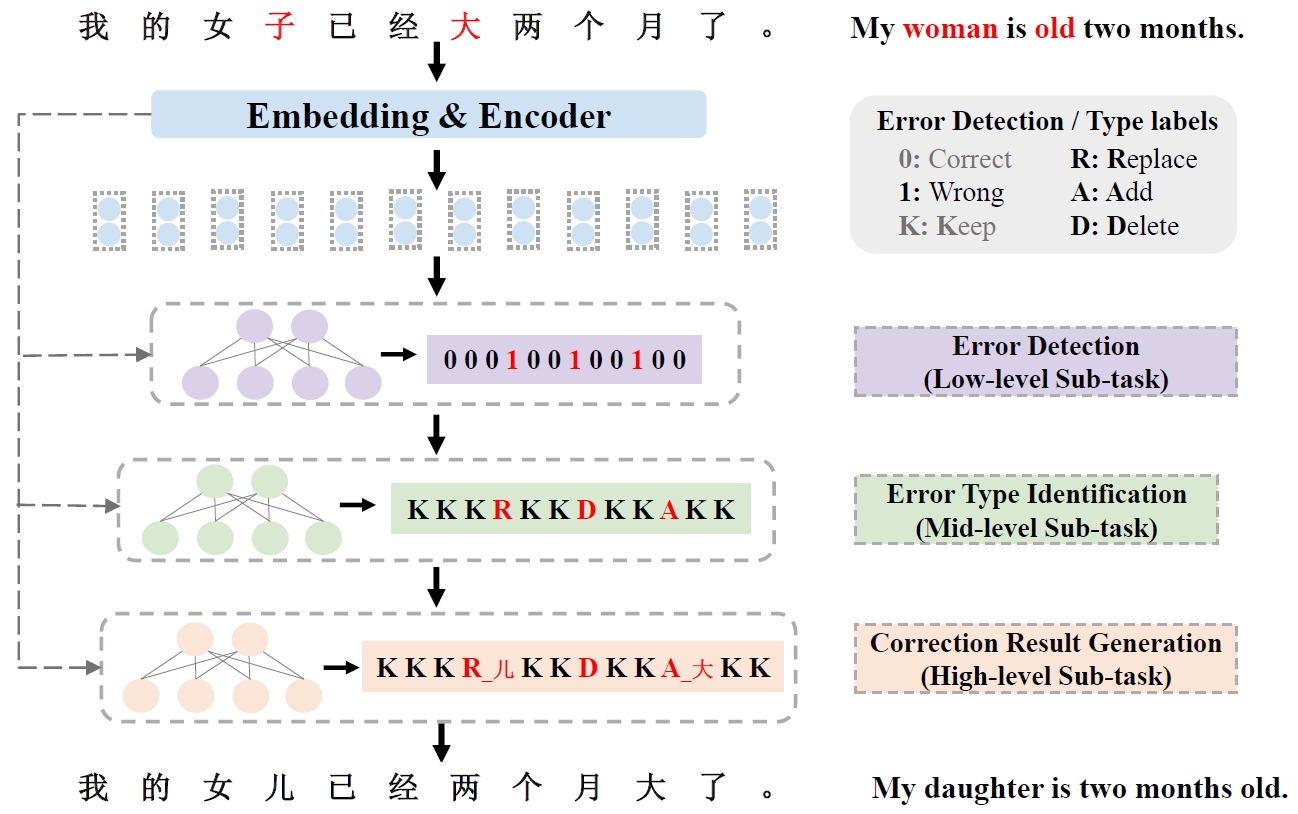 我的女子已经大两个月了。
My woman is old two months.
Embedding & Encoder
Error Detection / Type labels
0: Correct R: Replace
1: Wrong A: Add
K: Keep D: Delete
0 0 0 1 0 0 1 0 0 1 0 0
Error Detection
(Low-level Sub-task)
K K K R K K D K K A K K
Error Type Identification
(Mid-level Sub-task)
K K K R_儿 K K D K K A_大 K K
Correction Result Generation
(High-level Sub-task)
我的女儿已经两个月大了。
My daughter is two months old.